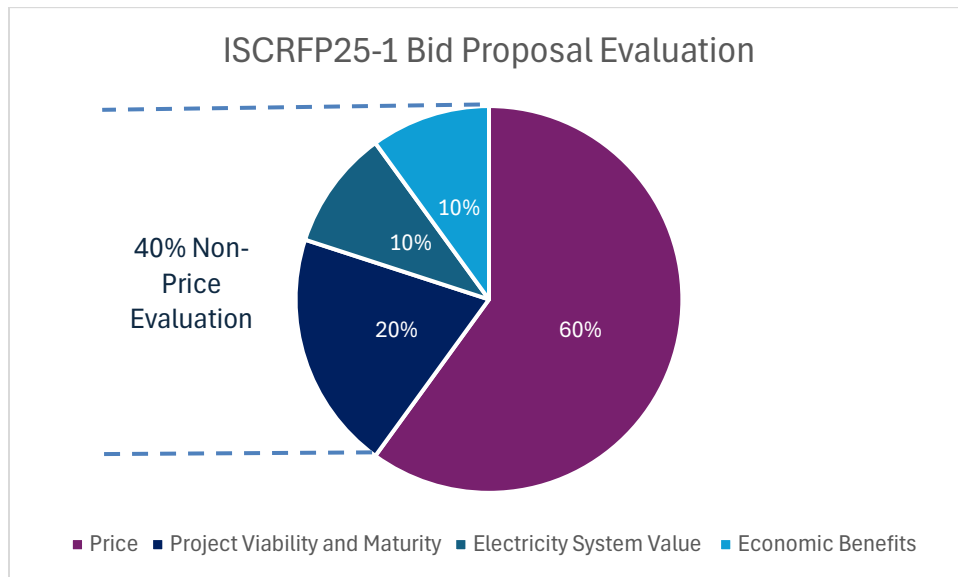 ISCRFP25-1 Bid Proposal Evaluation
10%
10%
40% Non-
Price
Evaluation
20%
60%
Price
Project Viability and Maturity
Electricity System Value
Economic Benefits